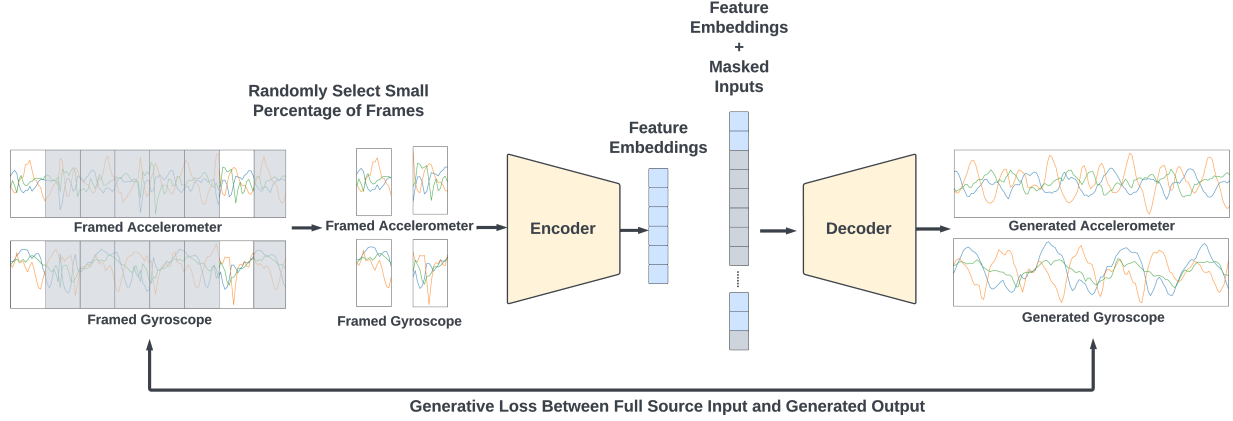 Feature
Embeddings
+
Masked
Inputs
Randomly Select Small
Percentage of Frames
Feature
Embeddings
Framed Accelerometer
Framed Accelerometer
Encoder
Decoder
Generated Accelerometer
Framed Gyroscope
Framed Gyroscope
Generated Gyroscope
Generative Loss Between Full Source Input and Generated Output